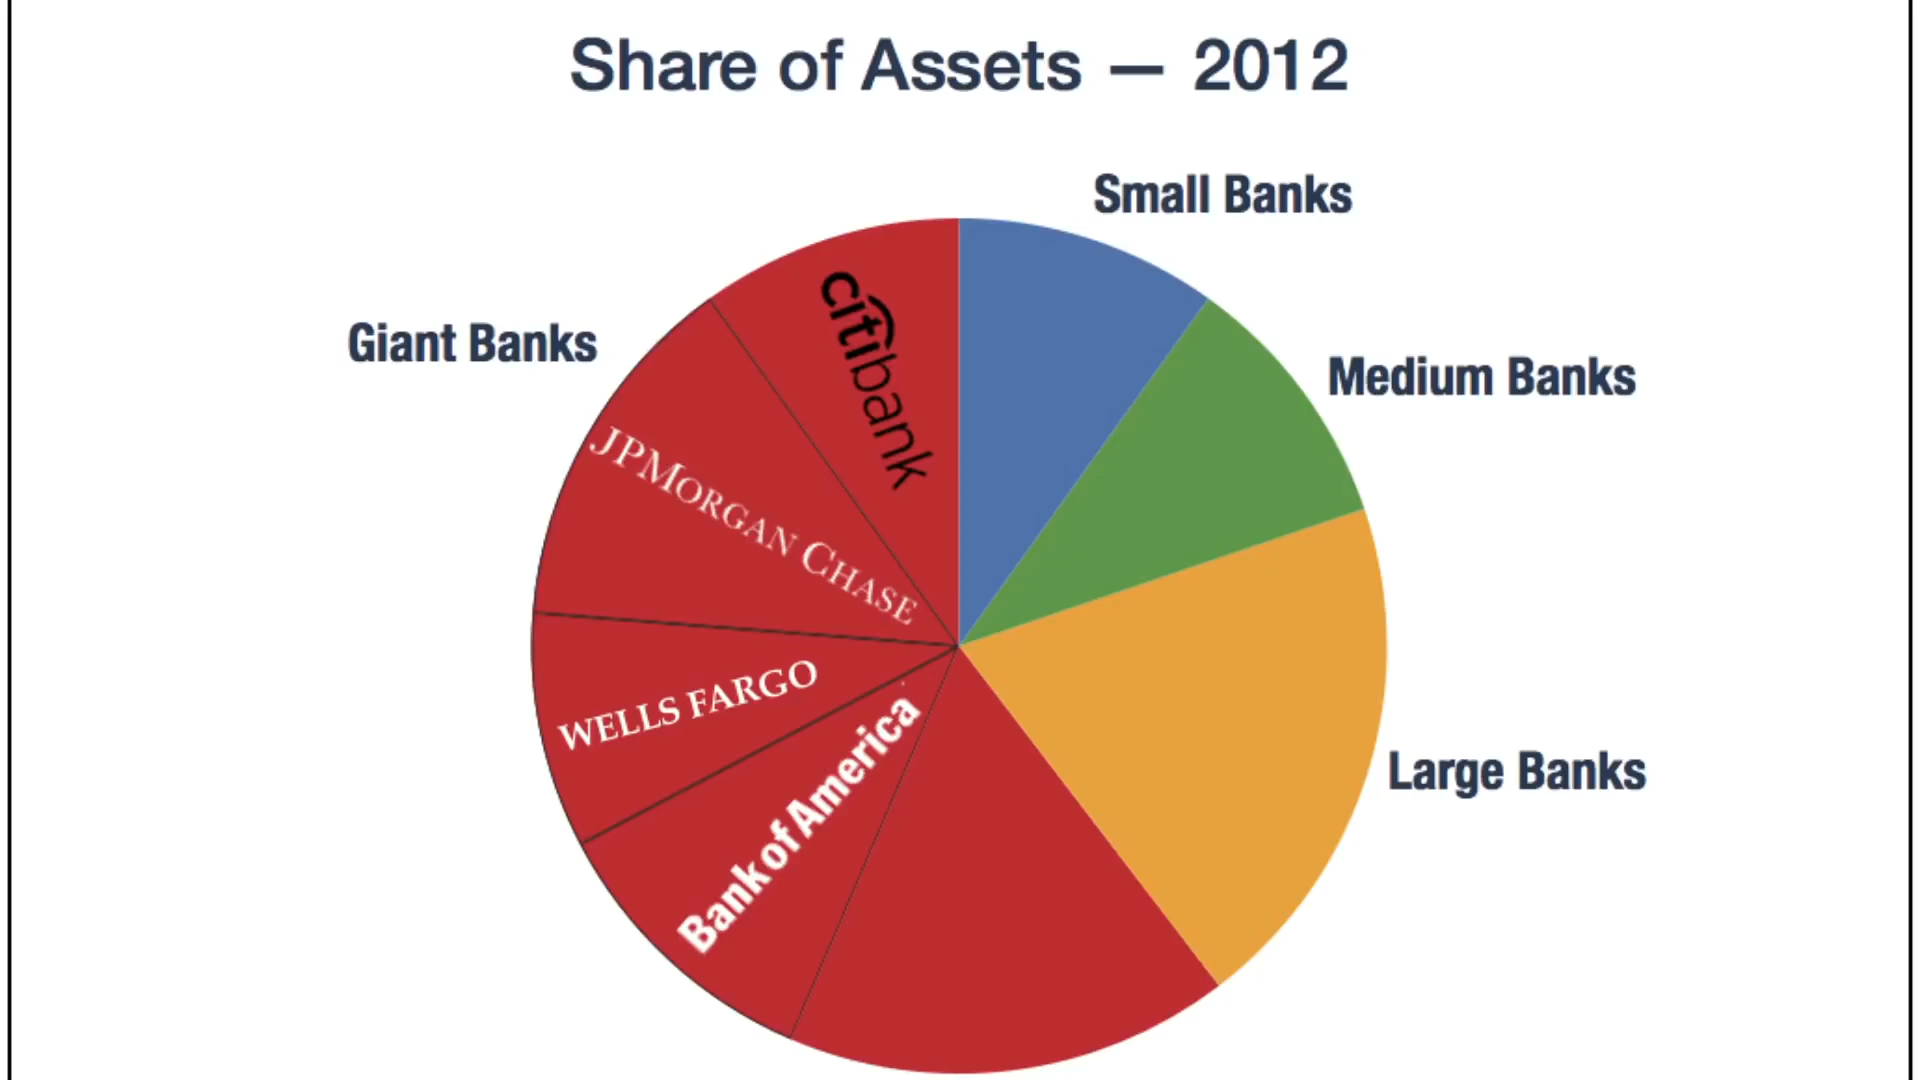 Share of Assets — 2012
Small Banks
Giant Banks
Medium Banks
citibank
JPMORGAN CHASE
WELLS FARGO
Bank of America
Large Banks